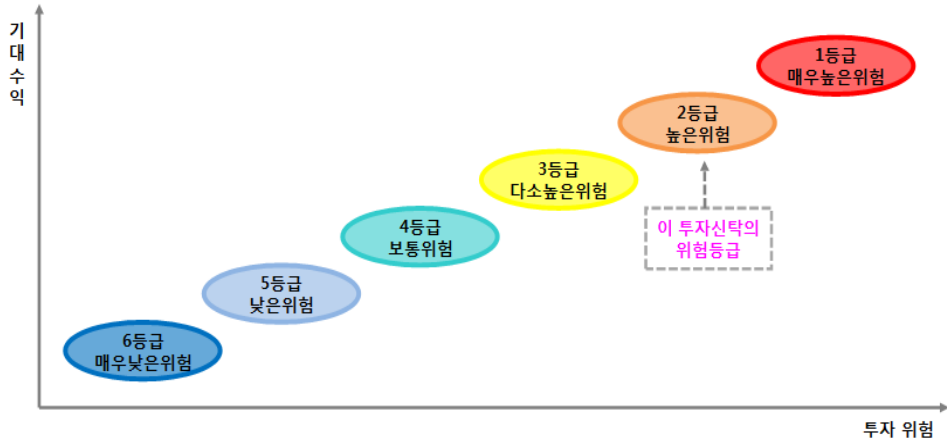 기대수익
1등급
매우높은위험
2등급
높은위험
3등급
다소높은위험
이 투자신탁의
위험등급
4등급
보통위험
5등급
낮은위험
6등급
매우낮은위험
투자 위험